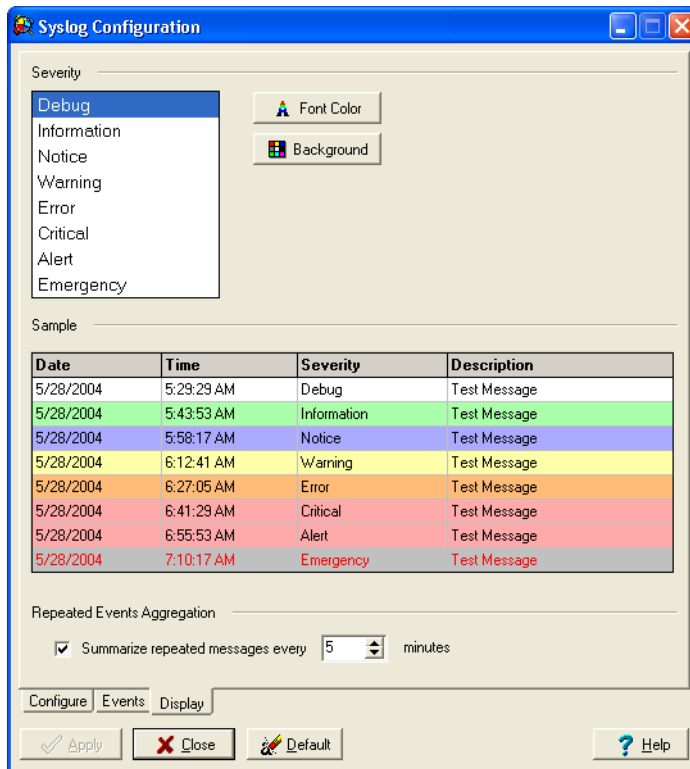 Syslog Configuration
Severity
Debug
Font Color
Information
Background
Notice
Warning
Error
Critical
Alert
Emergency
Sample
Date Time Severity Description
5/28/2004 5:29:29 AM Debug Test Message
5/28/2004 5:43:53 AM Information Test Message
5/28/2004 5:58:17 AM Notice Test Message
5/28/2004 6:12:41 AM Warning Test Message
5/28/2004 6:27:05 AM Error Test Message
5/28/2004 6:41:29 AM Critical Test Message
5/28/2004 6:55:53 AM Alert Test Message
5/28/2004 7:10:17 AM Emergency Test Message
Repeated Events Aggregation
Summarize repeated messages every 5 minutes
Configure Events Display
Apply Close Default Help